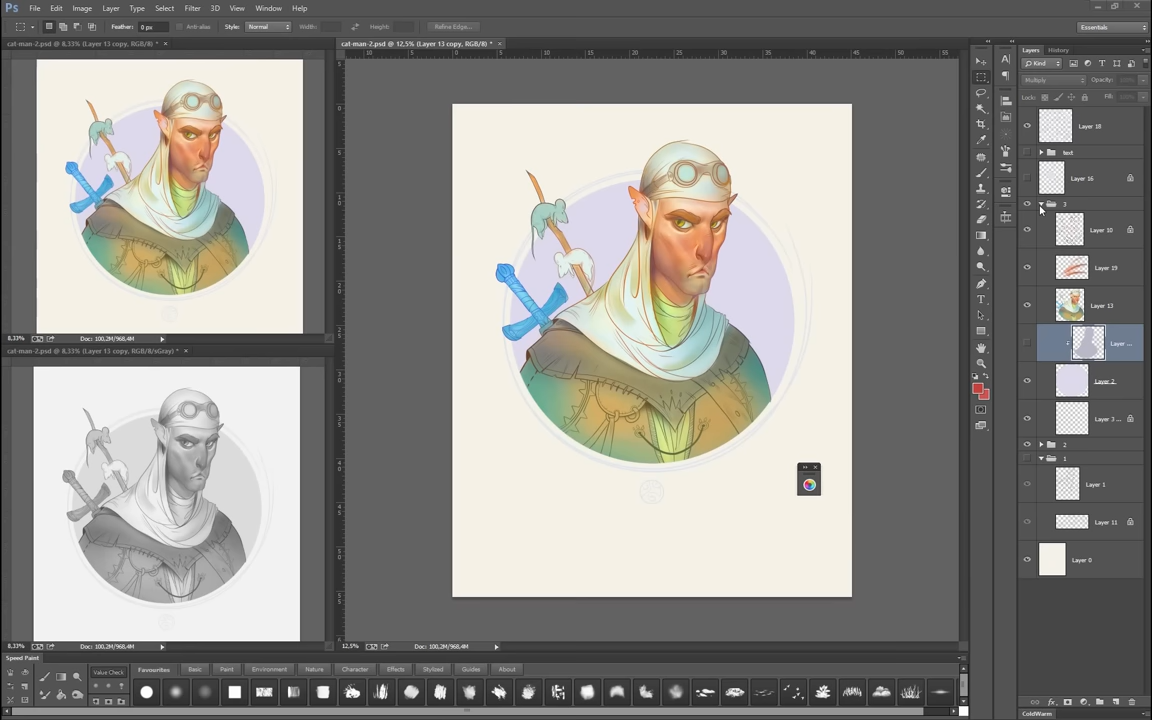 Ps File Edit Image Layer Type Select Filter 3D View Window Help
Feather: 0 px Anti-alias Style: Normal Width: Height: Refine Edge... Essentials
cat-man-2.psd @ 8,33% (Layer 13 copy, RGB/8) * ×
cat-man-2.psd @ 12,5% (Layer 13 copy, RGB/8) * ×
Layers History
Kind
Multiply Opacity:
Lock: Fill:
Layer 18
text
Layer 16
3
Layer 10
Layer 19
Layer 13
Layer ...
Layer 2
Layer 3 ...
2
1
Layer 1
Layer 11
Layer 0
8,33% Doc: 100,2M/968,4M
cat-man-2.psd @ 8,33% (Layer 13 copy, RGB/8/sGray) * ×
8,33% Doc: 100,2M/968,4M
12,5% Doc: 100,2M/968,4M
Speed Paint
Value Check
Favourites Basic Paint Environment Nature Character Effects Stylized Guides About
ColdWarm